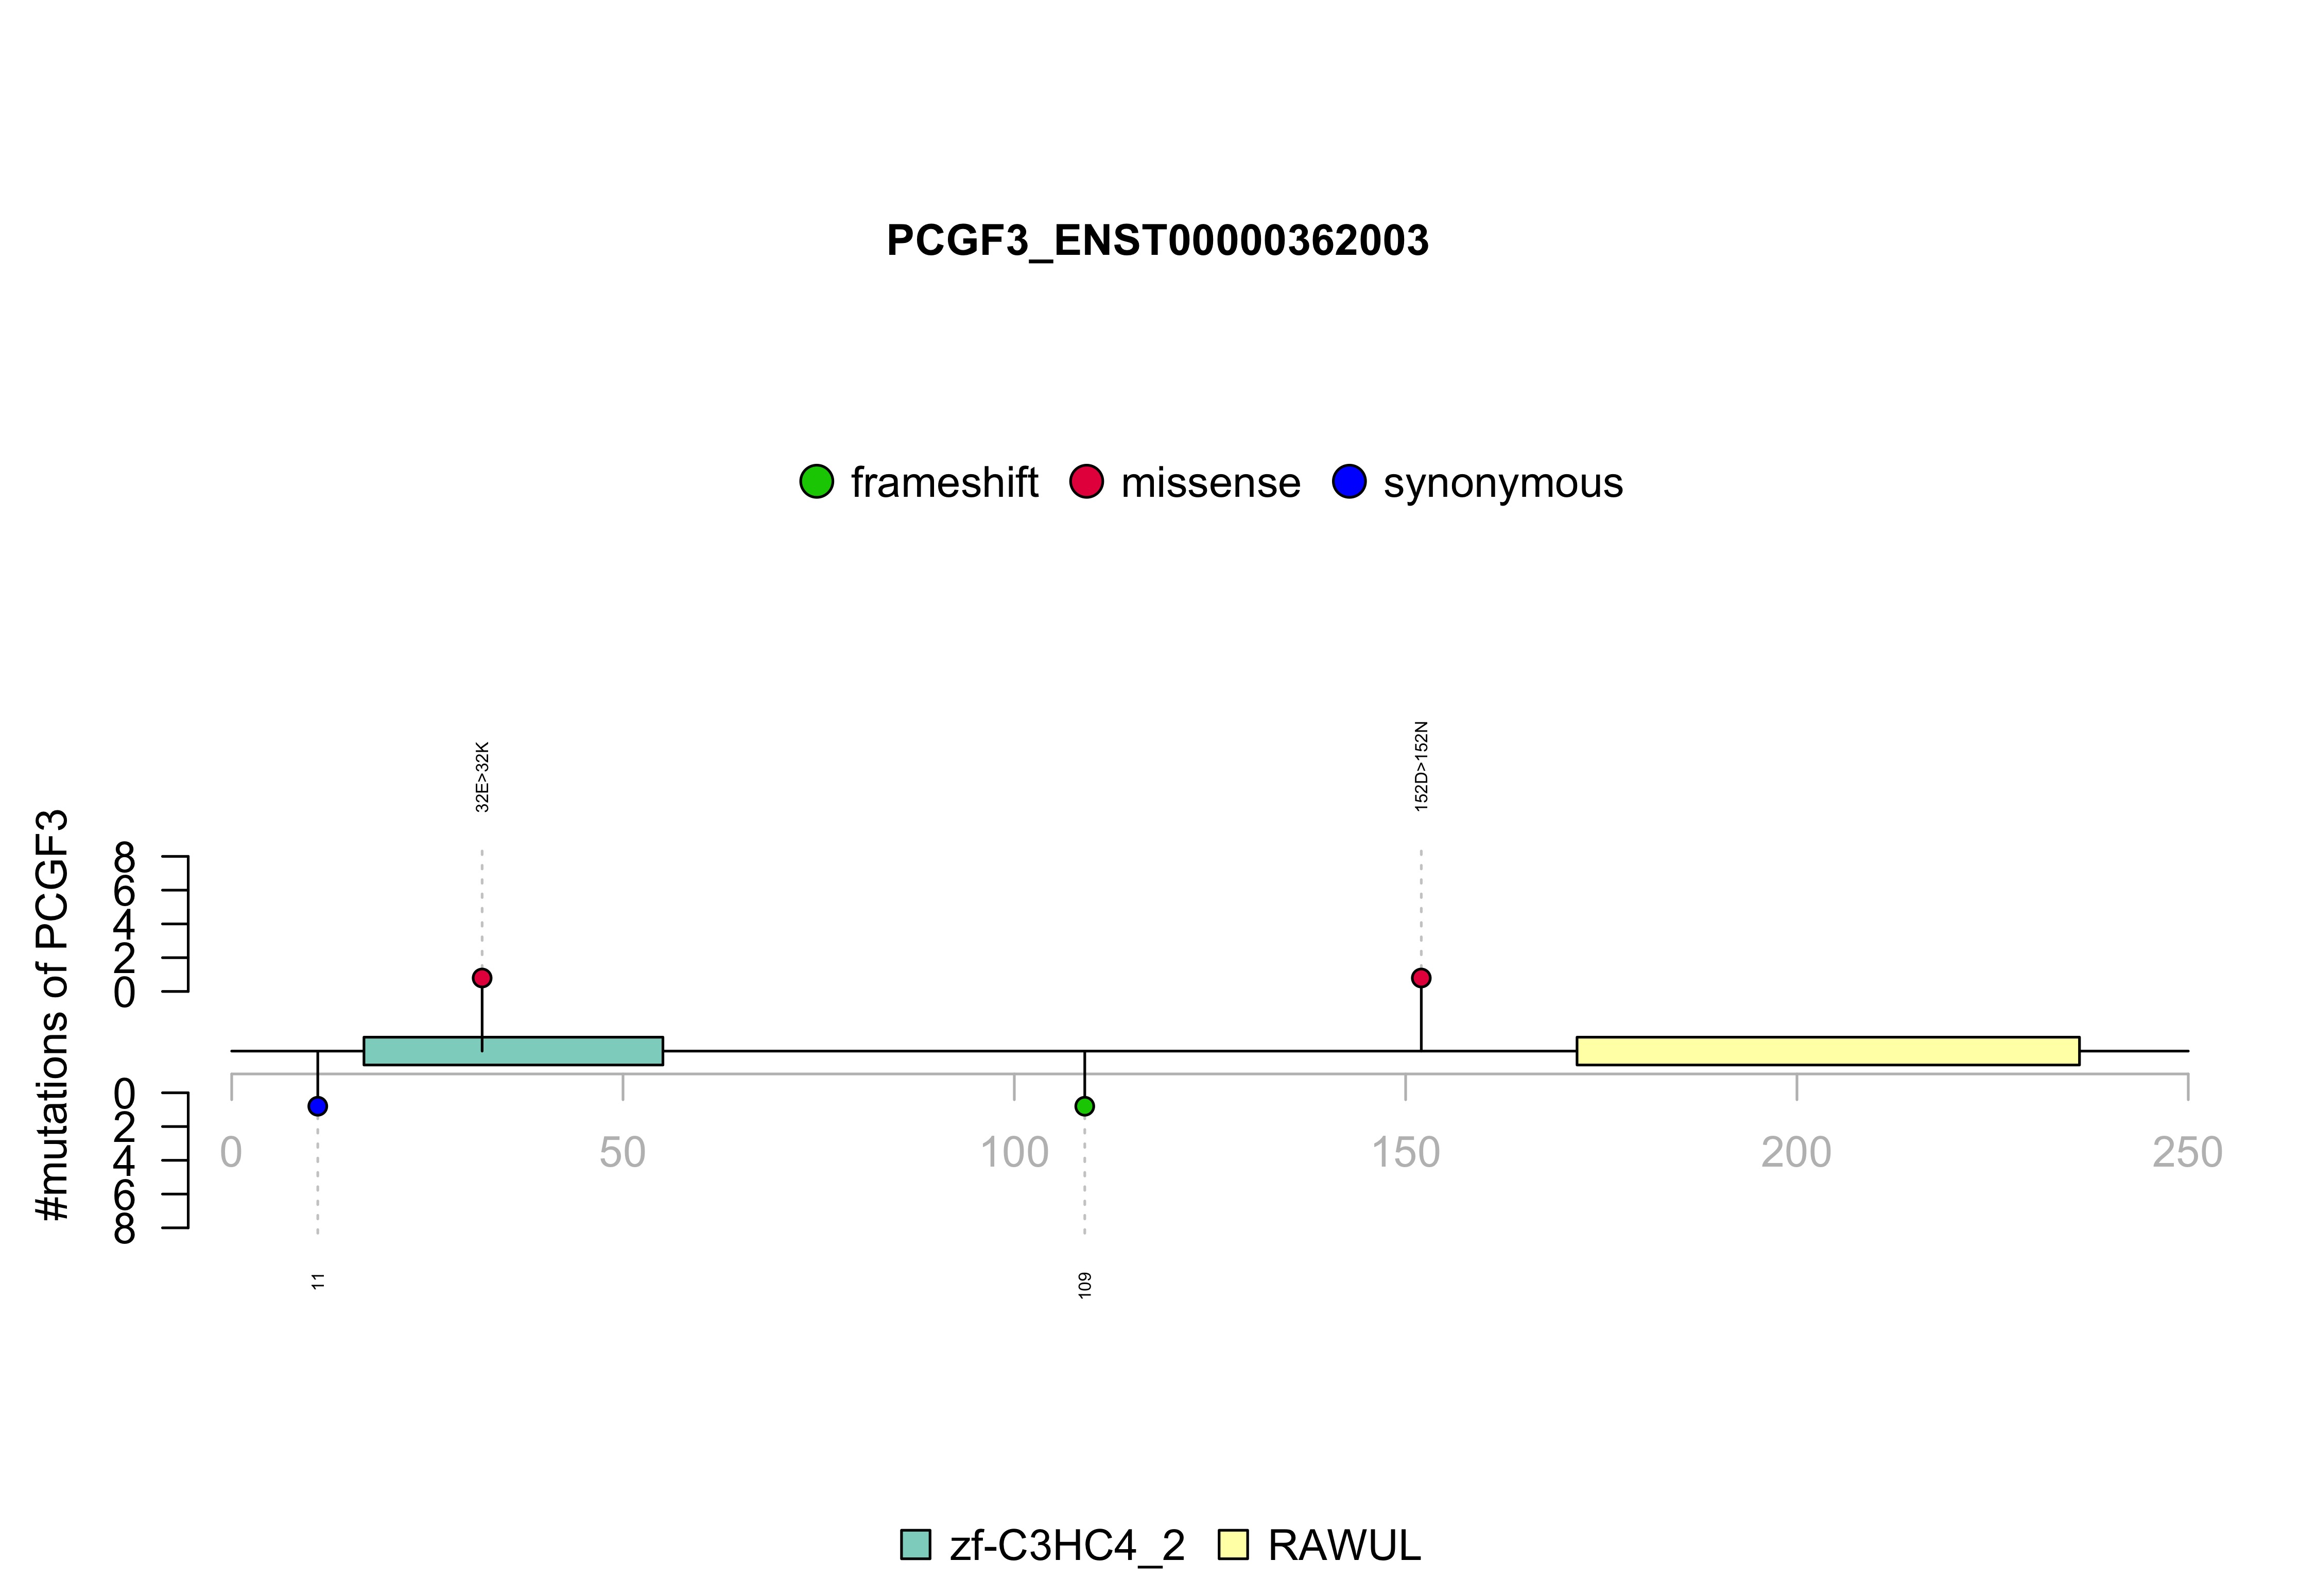 PCGF3_ENST00000362003
frameshift missense synonymous
32E>32K
152D>152N
#mutations of PCGF3
8
6
4
2
0
0
2
4
6
8
0 50 100 150 200 250
11
109
zf-C3HC4_2 RAWUL